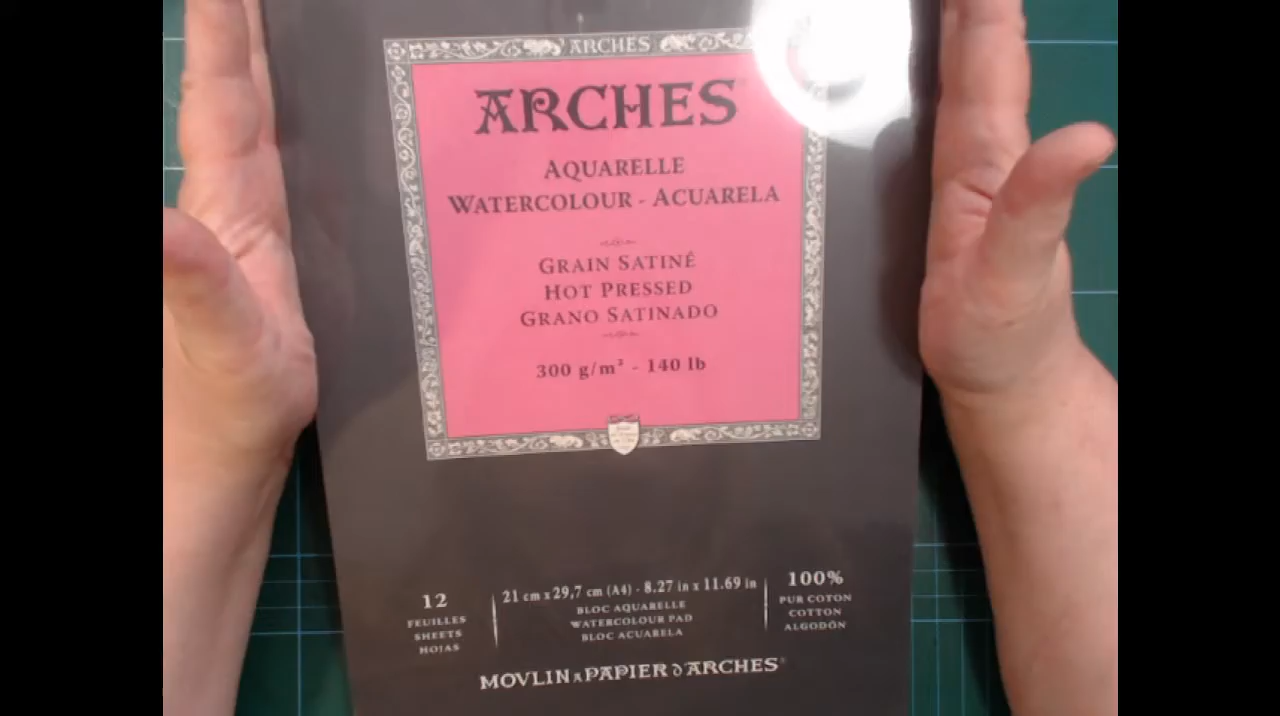 ARCHES
ARCHES
AQUARELLE
WATERCOLOUR - ACUARELA
GRAIN SATINÉ
HOT PRESSED
GRANO SATINADO
300 g/m² - 140 lb
12
FEUILLES
SHEETS
HOJAS
21 cm x 29,7 cm (A4) - 8.27 in x 11.69 in
BLOC AQUARELLE
WATERCOLOUR PAD
BLOC ACUARELA
100%
PUR COTON
COTTON
ALGODÓN
MOVLIN A PAPIER D'ARCHES